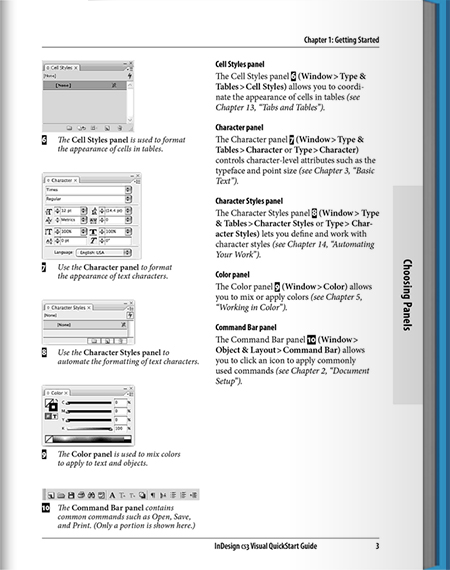 Chapter 1: Getting Started
Cell Styles
[None]
[None]
6 The Cell Styles panel is used to format
the appearance of cells in tables.
Character
Times
Regular
12 pt
(14.4 pt)
Metrics
0
100%
100%
0 pt
0°
Language: English: USA
7 Use the Character panel to format
the appearance of text characters.
Character Styles
[None]
[None]
8 Use the Character Styles panel to
automate the formatting of text characters.
Color
C 0 %
M 0 %
Y 0 %
K 100 %
9 The Color panel is used to mix colors
to apply to text and objects.
10 The Command Bar panel contains
common commands such as Open, Save,
and Print. (Only a portion is shown here.)
Cell Styles panel
The Cell Styles panel 6 (Window > Type &
Tables > Cell Styles) allows you to coordi-
nate the appearance of cells in tables (see
Chapter 13, “Tabs and Tables”).
Character panel
The Character panel 7 (Window > Type &
Tables > Character or Type > Character)
controls character-level attributes such as the
typeface and point size (see Chapter 3, “Basic
Text”).
Character Styles panel
The Character Styles panel 8 (Window > Type
& Tables > Character Styles or Type > Char-
acter Styles) lets you define and work with
character styles (see Chapter 14, “Automating
Your Work”).
Color panel
The Color panel 9 (Window > Color) allows
you to mix or apply colors (see Chapter 5,
“Working in Color”).
Command Bar panel
The Command Bar panel 10 (Window >
Object & Layout > Command Bar) allows
you to click an icon to apply commonly
used commands (see Chapter 2, “Document
Setup”).
Choosing Panels
InDesign CS3 Visual QuickStart Guide 3